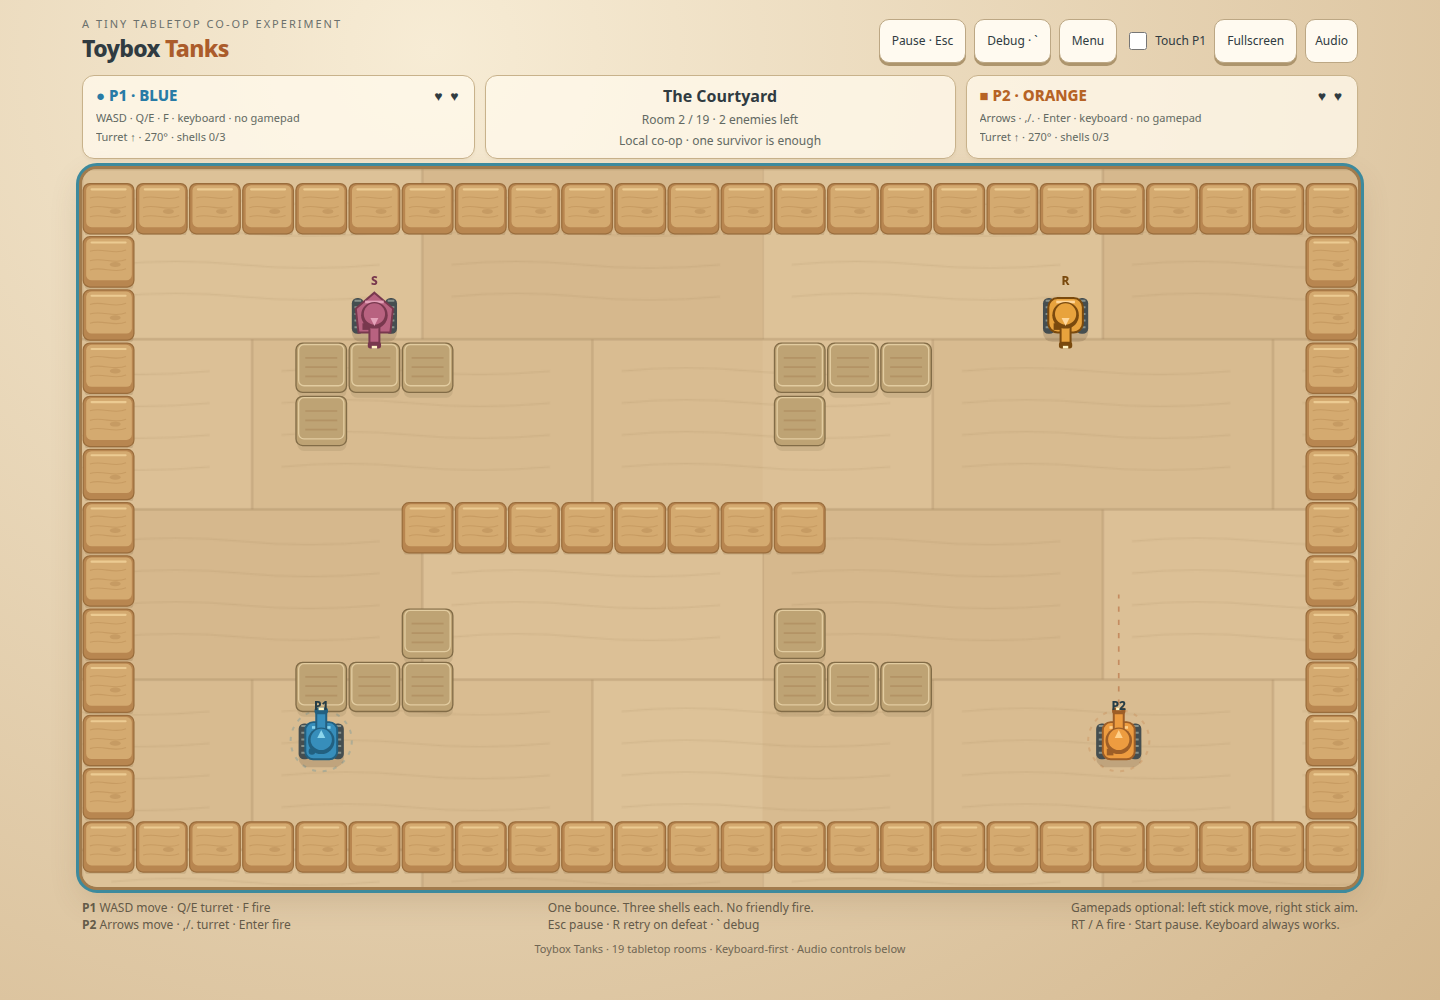 A TINY TABLETOP CO-OP EXPERIMENT
Toybox Tanks
Pause · Esc
Debug · `
Menu
Touch P1
Fullscreen
Audio
● P1 · BLUE ♥ ♥
WASD · Q/E · F · keyboard · no gamepad
Turret ↑ · 270° · shells 0/3
The Courtyard
Room 2 / 19 · 2 enemies left
Local co-op · one survivor is enough
■ P2 · ORANGE ♥ ♥
Arrows · ,/. · Enter · keyboard · no gamepad
Turret ↑ · 270° · shells 0/3
S
R
P1
P2
P1 WASD move · Q/E turret · F fire
P2 Arrows move · ,/. turret · Enter fire
One bounce. Three shells each. No friendly fire.
Esc pause · R retry on defeat · ` debug
Gamepads optional: left stick move, right stick aim.
RT / A fire · Start pause. Keyboard always works.
Toybox Tanks · 19 tabletop rooms · Keyboard-first · Audio controls below